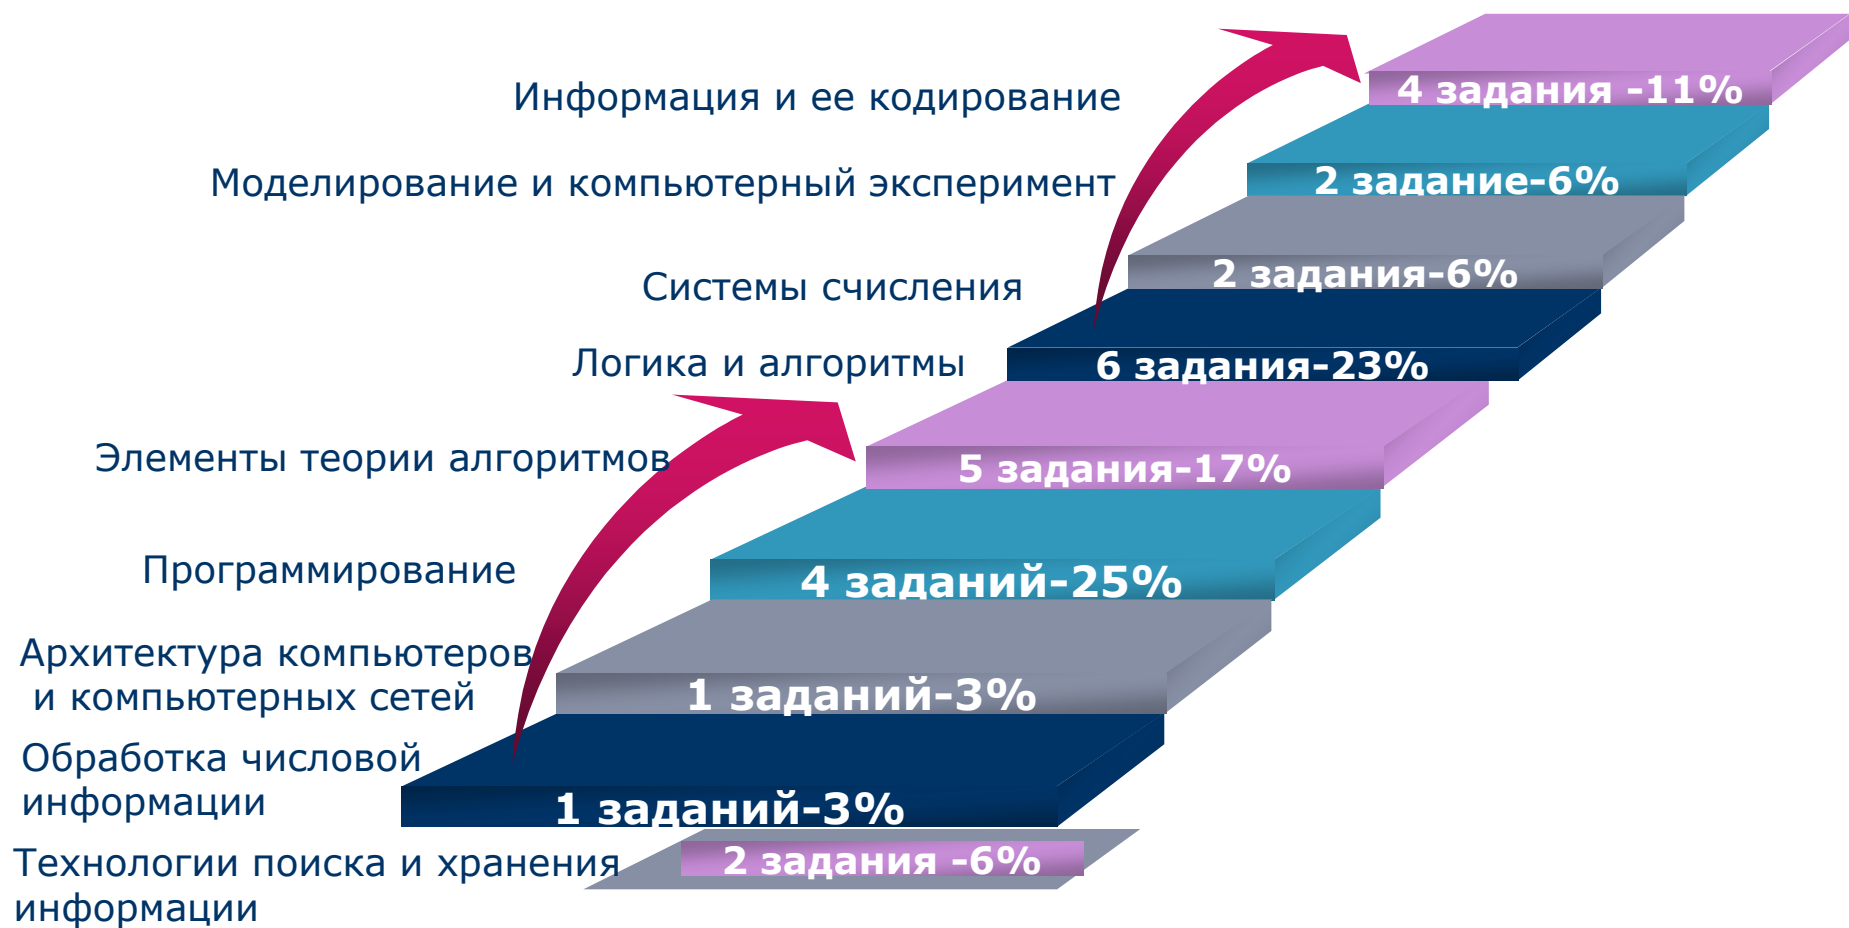 Информация и ее кодирование
4 задания -11%
Моделирование и компьютерный эксперимент
2 задание-6%
Системы счисления
2 задания-6%
Логика и алгоритмы
6 задания-23%
Элементы теории алгоритмов
5 задания-17%
Программирование
4 заданий-25%
Архитектура компьютеров
и компьютерных сетей
1 заданий-3%
Обработка числовой
информации
1 заданий-3%
Технологии поиска и хранения
информации
2 задания -6%